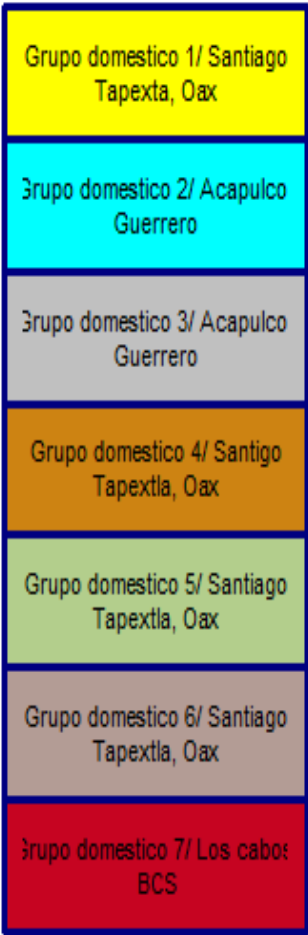 Grupo domestico 1/ Santiago
Tapexta, Oax
Grupo domestico 2/ Acapulco
Guerrero
Grupo domestico 3/ Acapulco
Guerrero
Grupo domestico 4/ Santigo
Tapextla, Oax
Grupo domestico 5/ Santiago
Tapextla, Oax
Grupo domestico 6/ Santiago
Tapextla, Oax
Grupo domestico 7/ Los cabos
BCS